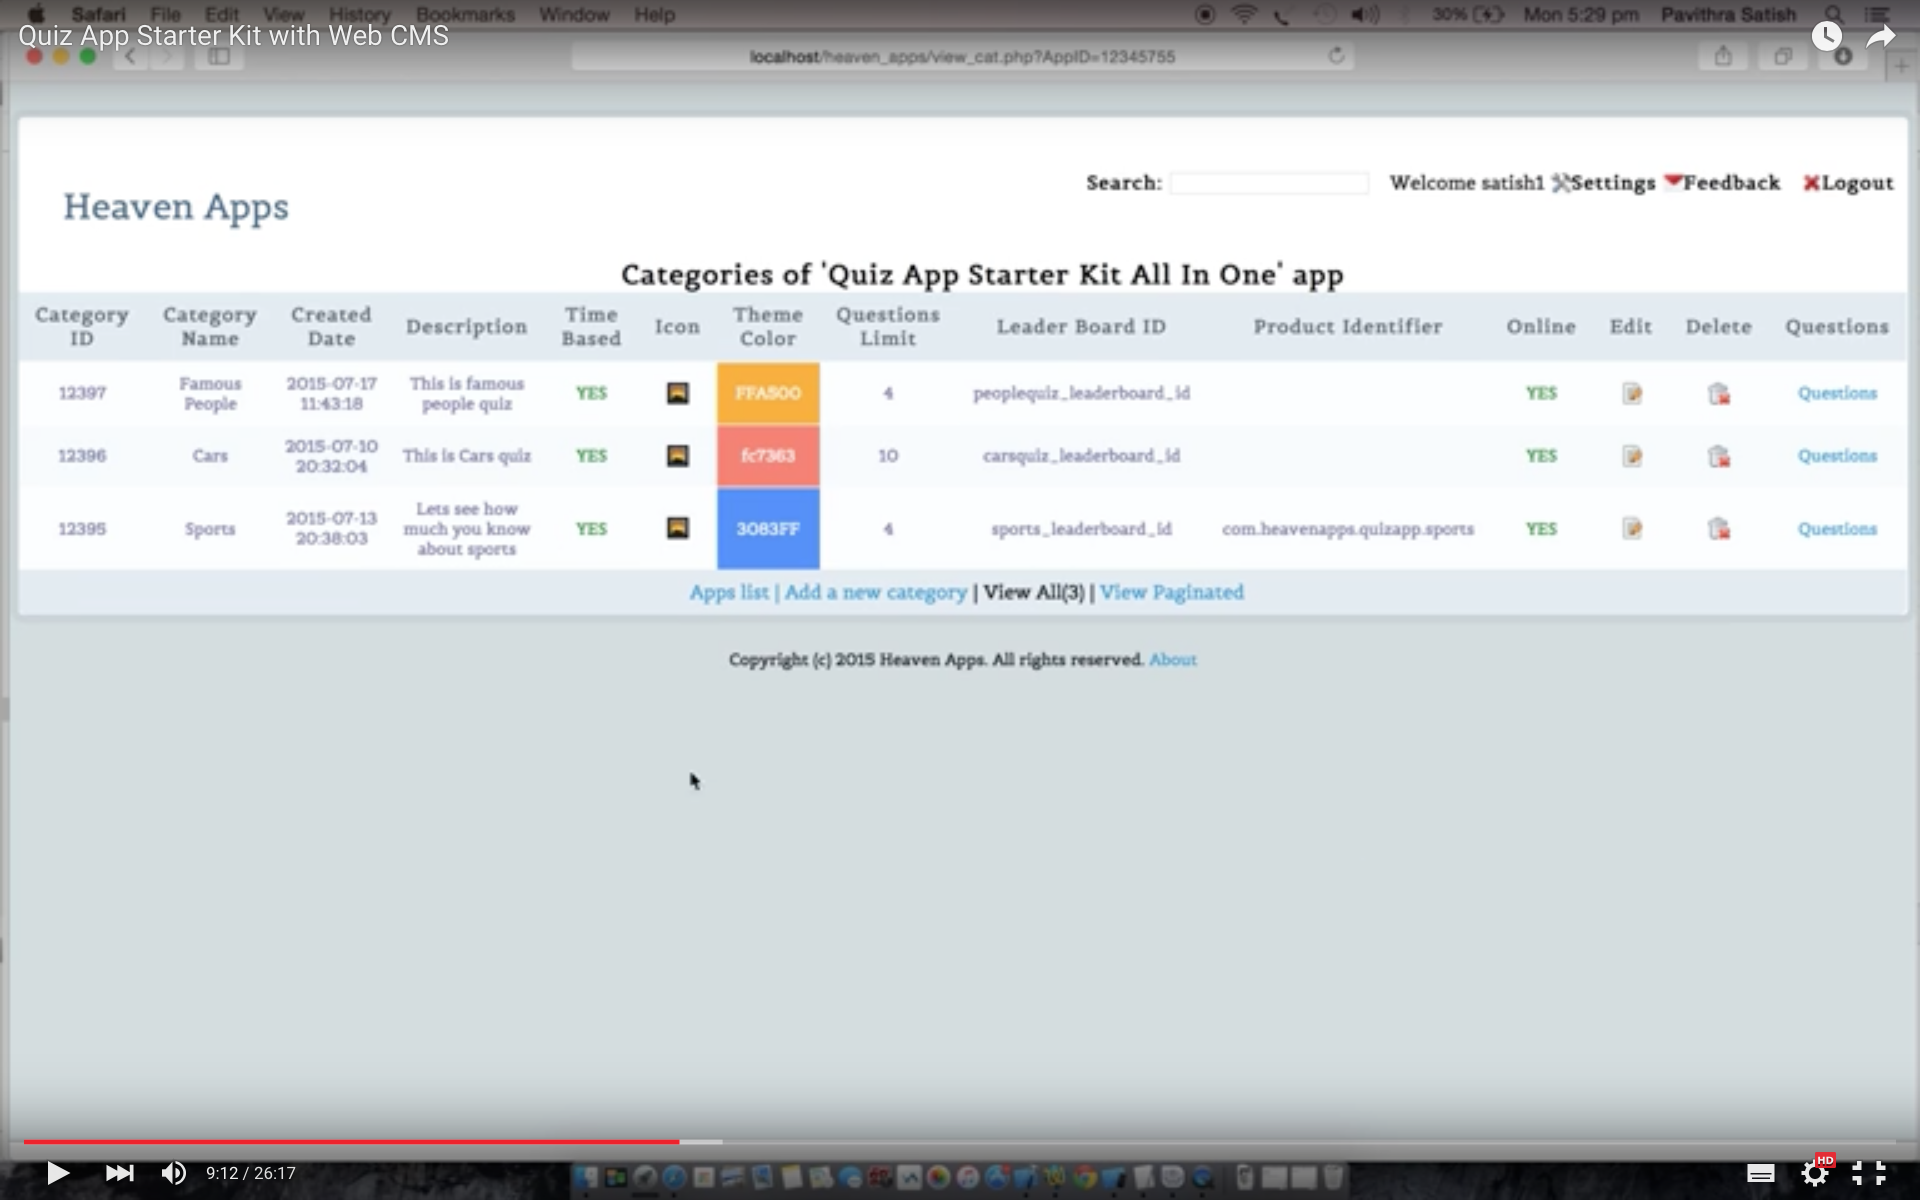 Safari File Edit View History Bookmarks Window Help 30% Mon 5:29 pm Pavithra Satish
Quiz App Starter Kit with Web CMS
localhost/heaven_apps/view_cat.php?AppID=12345755
Search: Welcome satish1 Settings Feedback Logout
Heaven Apps
Categories of 'Quiz App Starter Kit All In One' app
Category ID Category Name Created Date Description Time Based Icon Theme Color Questions Limit Leader Board ID Product Identifier Online Edit Delete Questions
12397 Famous People 2015-07-17 11:43:18 This is famous people quiz YES FFA500 4 peoplequiz_leaderboard_id YES Questions
12396 Cars 2015-07-10 20:32:04 This is Cars quiz YES fc7363 10 carsquiz_leaderboard_id YES Questions
12395 Sports 2015-07-13 20:38:03 Lets see how much you know about sports YES 3083FF 4 sports_leaderboard_id com.heavenapps.quizapp.sports YES Questions
Apps list | Add a new category | View All(3) | View Paginated
Copyright (c) 2015 Heaven Apps. All rights reserved. About
9:12 / 26:17
HD